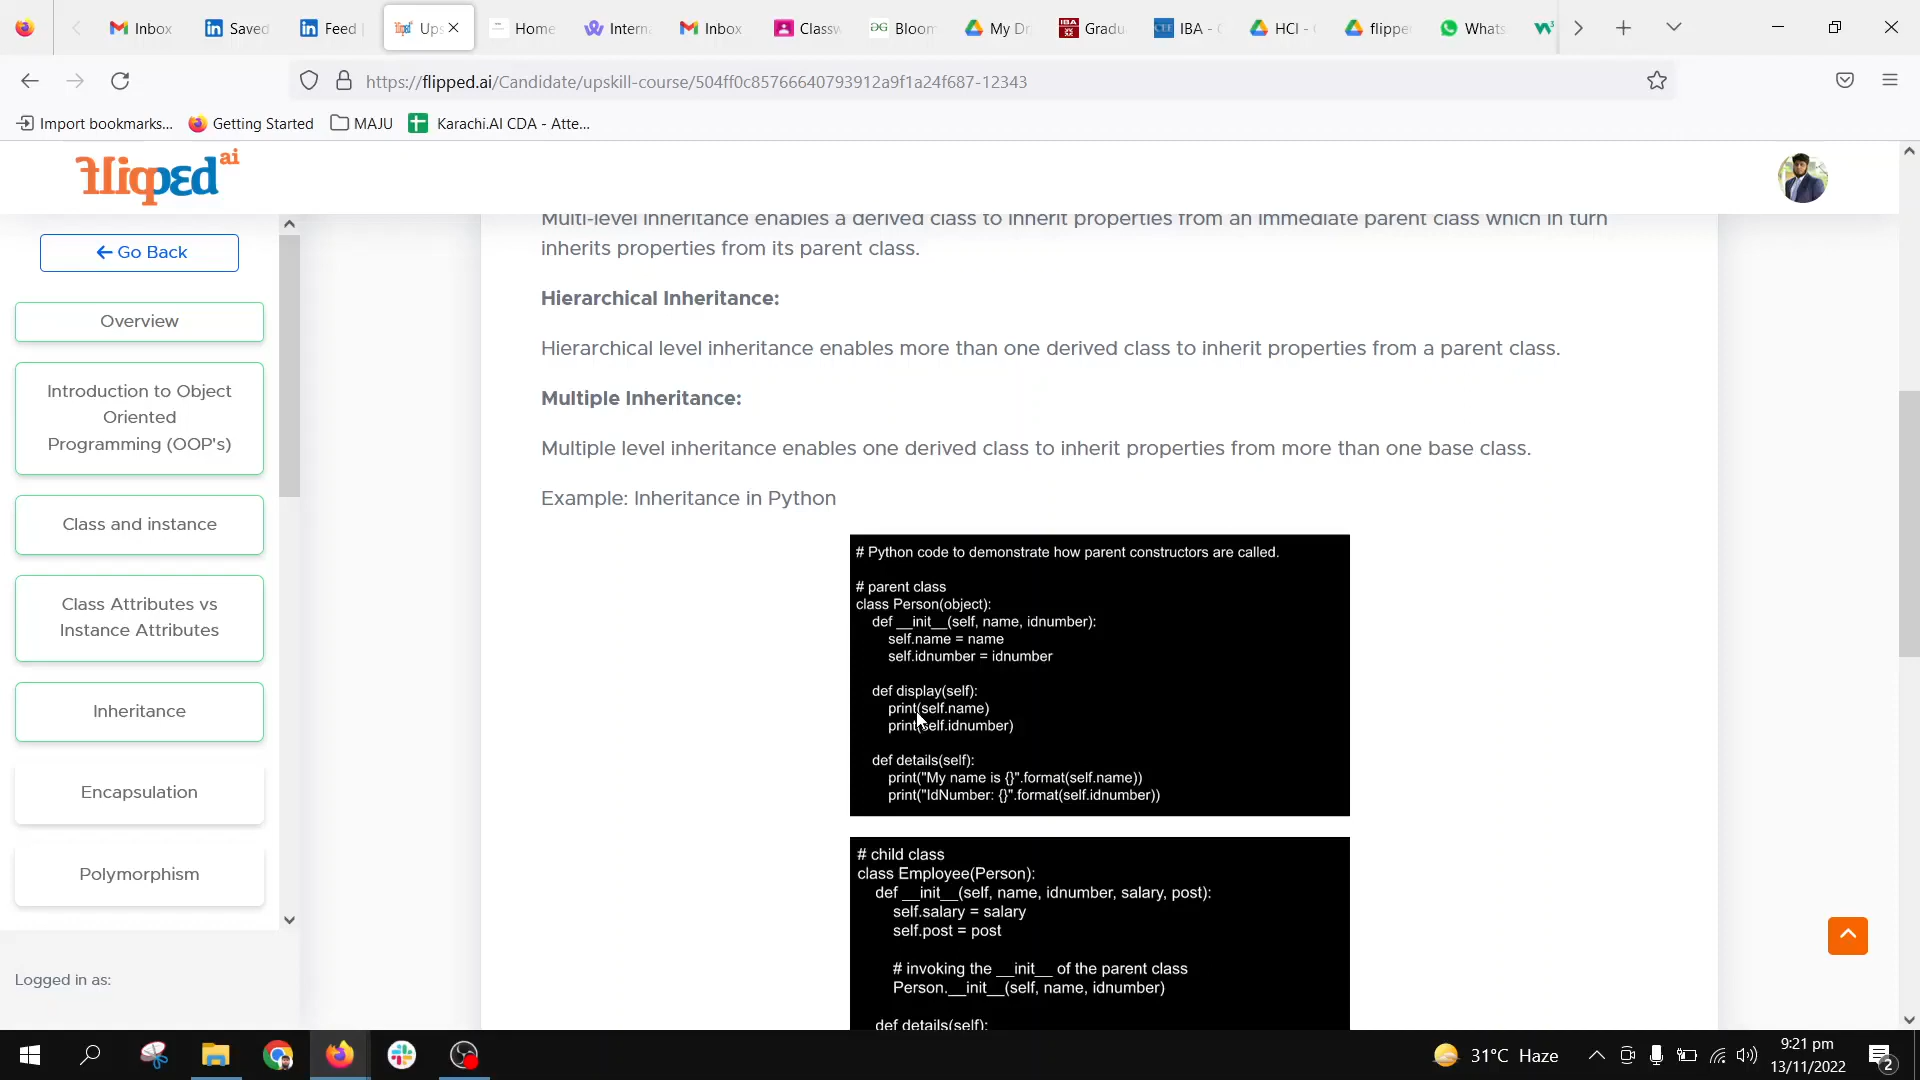 Inbox
Saved
Feed
Ups
Home
Intern
Inbox
Classw
Bloom
My Dr
Gradu
IBA - C
HCI -
flippe
Whats
https://flipped.ai/Candidate/upskill-course/504ff0c85766640793912a9f1a24f687-12343
Import bookmarks...
Getting Started
MAJU
Karachi.AI CDA - Atte...
flipped ai
Go Back
Overview
Introduction to Object
Oriented
Programming (OOP's)
Class and instance
Class Attributes vs
Instance Attributes
Inheritance
Encapsulation
Polymorphism
Logged in as:
Multi-level inheritance enables a derived class to inherit properties from an immediate parent class which in turn
inherits properties from its parent class.
Hierarchical Inheritance:
Hierarchical level inheritance enables more than one derived class to inherit properties from a parent class.
Multiple Inheritance:
Multiple level inheritance enables one derived class to inherit properties from more than one base class.
Example: Inheritance in Python
# Python code to demonstrate how parent constructors are called.
# parent class
class Person(object):
def __init__(self, name, idnumber):
self.name = name
self.idnumber = idnumber
def display(self):
print(self.name)
print(self.idnumber)
def details(self):
print("My name is {}".format(self.name))
print("IdNumber: {}".format(self.idnumber))
# child class
class Employee(Person):
def __init__(self, name, idnumber, salary, post):
self.salary = salary
self.post = post
# invoking the __init__ of the parent class
Person.__init__(self, name, idnumber)
def details(self):
31°C Haze
9:21 pm
13/11/2022
2